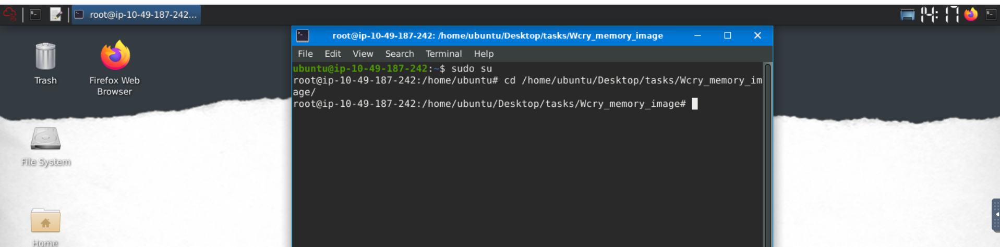 root@ip-10-49-187-242...
14:17
Trash
Firefox Web
Browser
File System
Home
root@ip-10-49-187-242: /home/ubuntu/Desktop/tasks/Wcry_memory_image
File Edit View Search Terminal Help
ubuntu@ip-10-49-187-242:~$ sudo su
root@ip-10-49-187-242:/home/ubuntu# cd /home/ubuntu/Desktop/tasks/Wcry_memory_im
age/
root@ip-10-49-187-242:/home/ubuntu/Desktop/tasks/Wcry_memory_image#